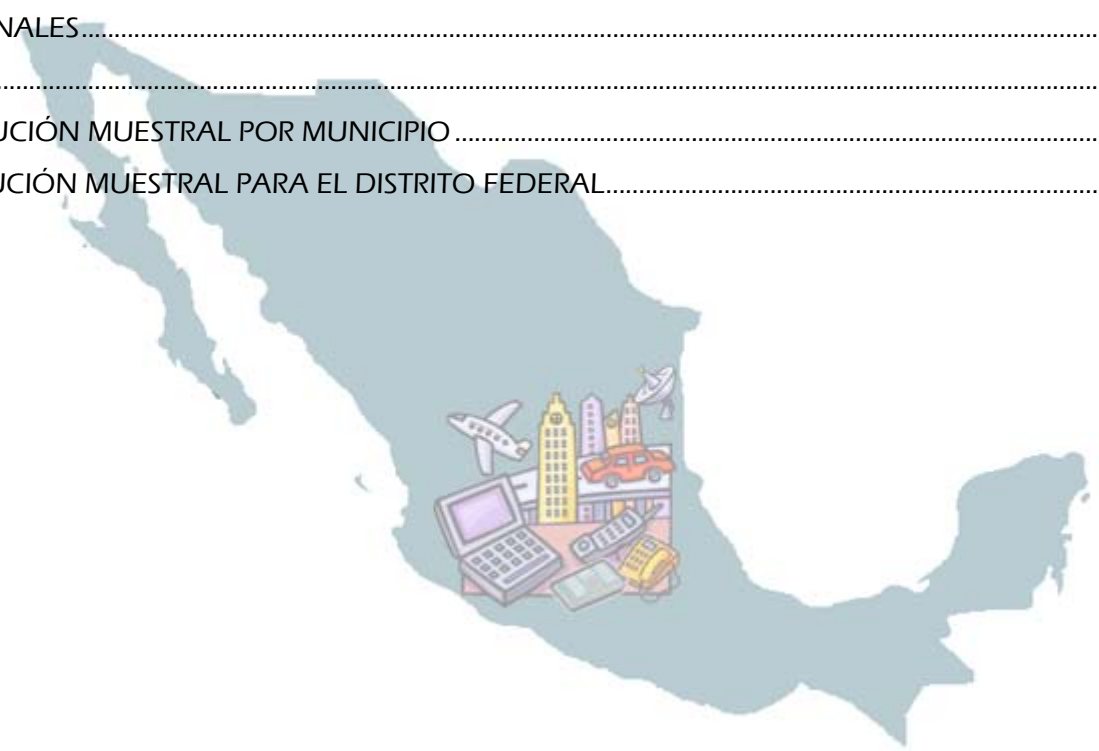 NALES..........................................................................................................................................................
..........................................................................................................................................................
UCIÓN MUESTRAL POR MUNICIPIO..................................................................................................
UCIÓN MUESTRAL PARA EL DISTRITO FEDERAL...........................................................................